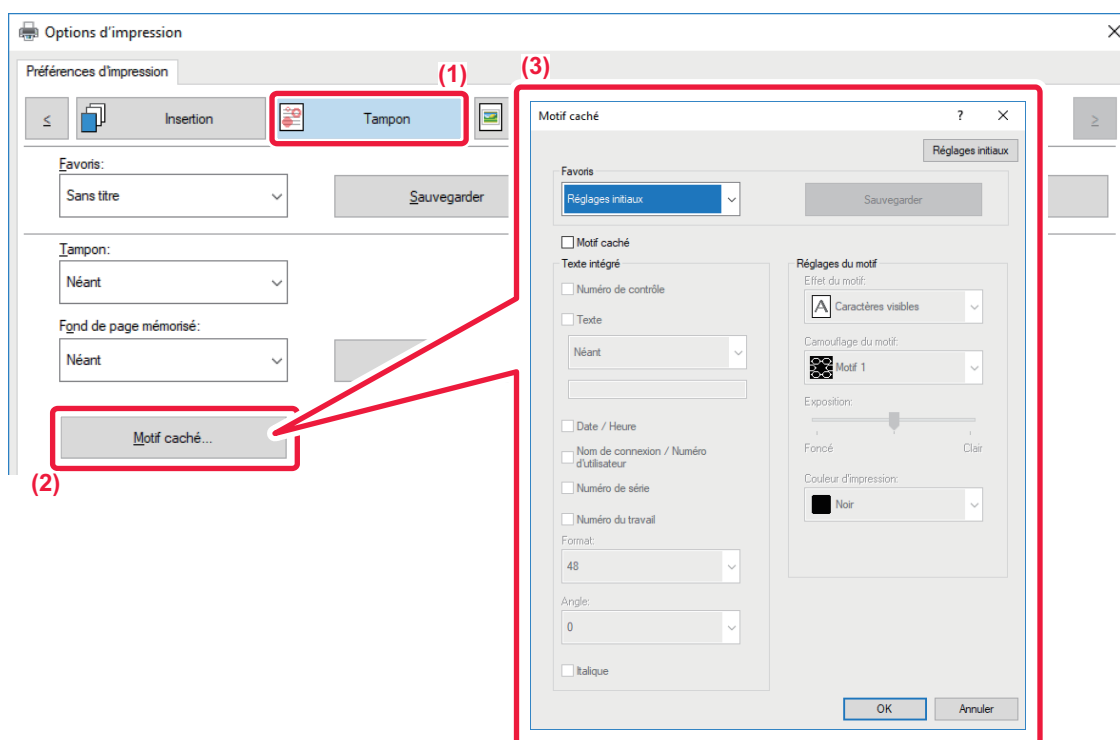 Options d'impression
Préférences d'impression
(1)
(3)
<
Insertion
Tampon
>
Favoris:
Sans titre
Sauvegarder
Tampon:
Néant
Fond de page mémorisé:
Néant
Motif caché...
(2)
Motif caché
?
Réglages initiaux
Favoris
Réglages initiaux
Sauvegarder
Motif caché
Texte intégré
Numéro de contrôle
Texte
Néant
Date / Heure
Nom de connexion / Numéro
d'utilisateur
Numéro de série
Numéro du travail
Format:
48
Angle:
0
Italique
Réglages du motif
Effet du motif:
A
Caractères visibles
Camouflage du motif:
Motif 1
Exposition:
Foncé
Clair
Couleur d'impression:
Noir
OK
Annuler